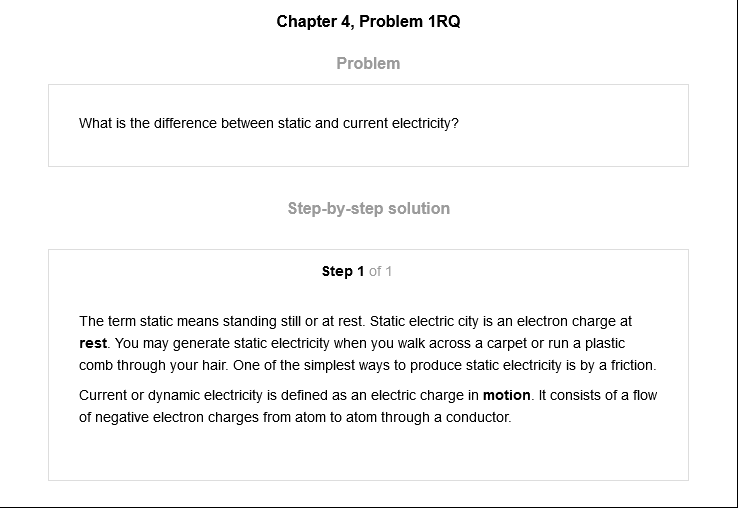 Chapter 4, Problem 1RQ
Problem
What is the difference between static and current electricity?
Step-by-step solution
Step 1 of 1
The term static means standing still or at rest. Static electric city is an electron charge at
rest. You may generate static electricity when you walk across a carpet or run a plastic
comb through your hair. One of the simplest ways to produce static electricity is by a friction.
Current or dynamic electricity is defined as an electric charge in motion. It consists of a flow
of negative electron charges from atom to atom through a conductor.